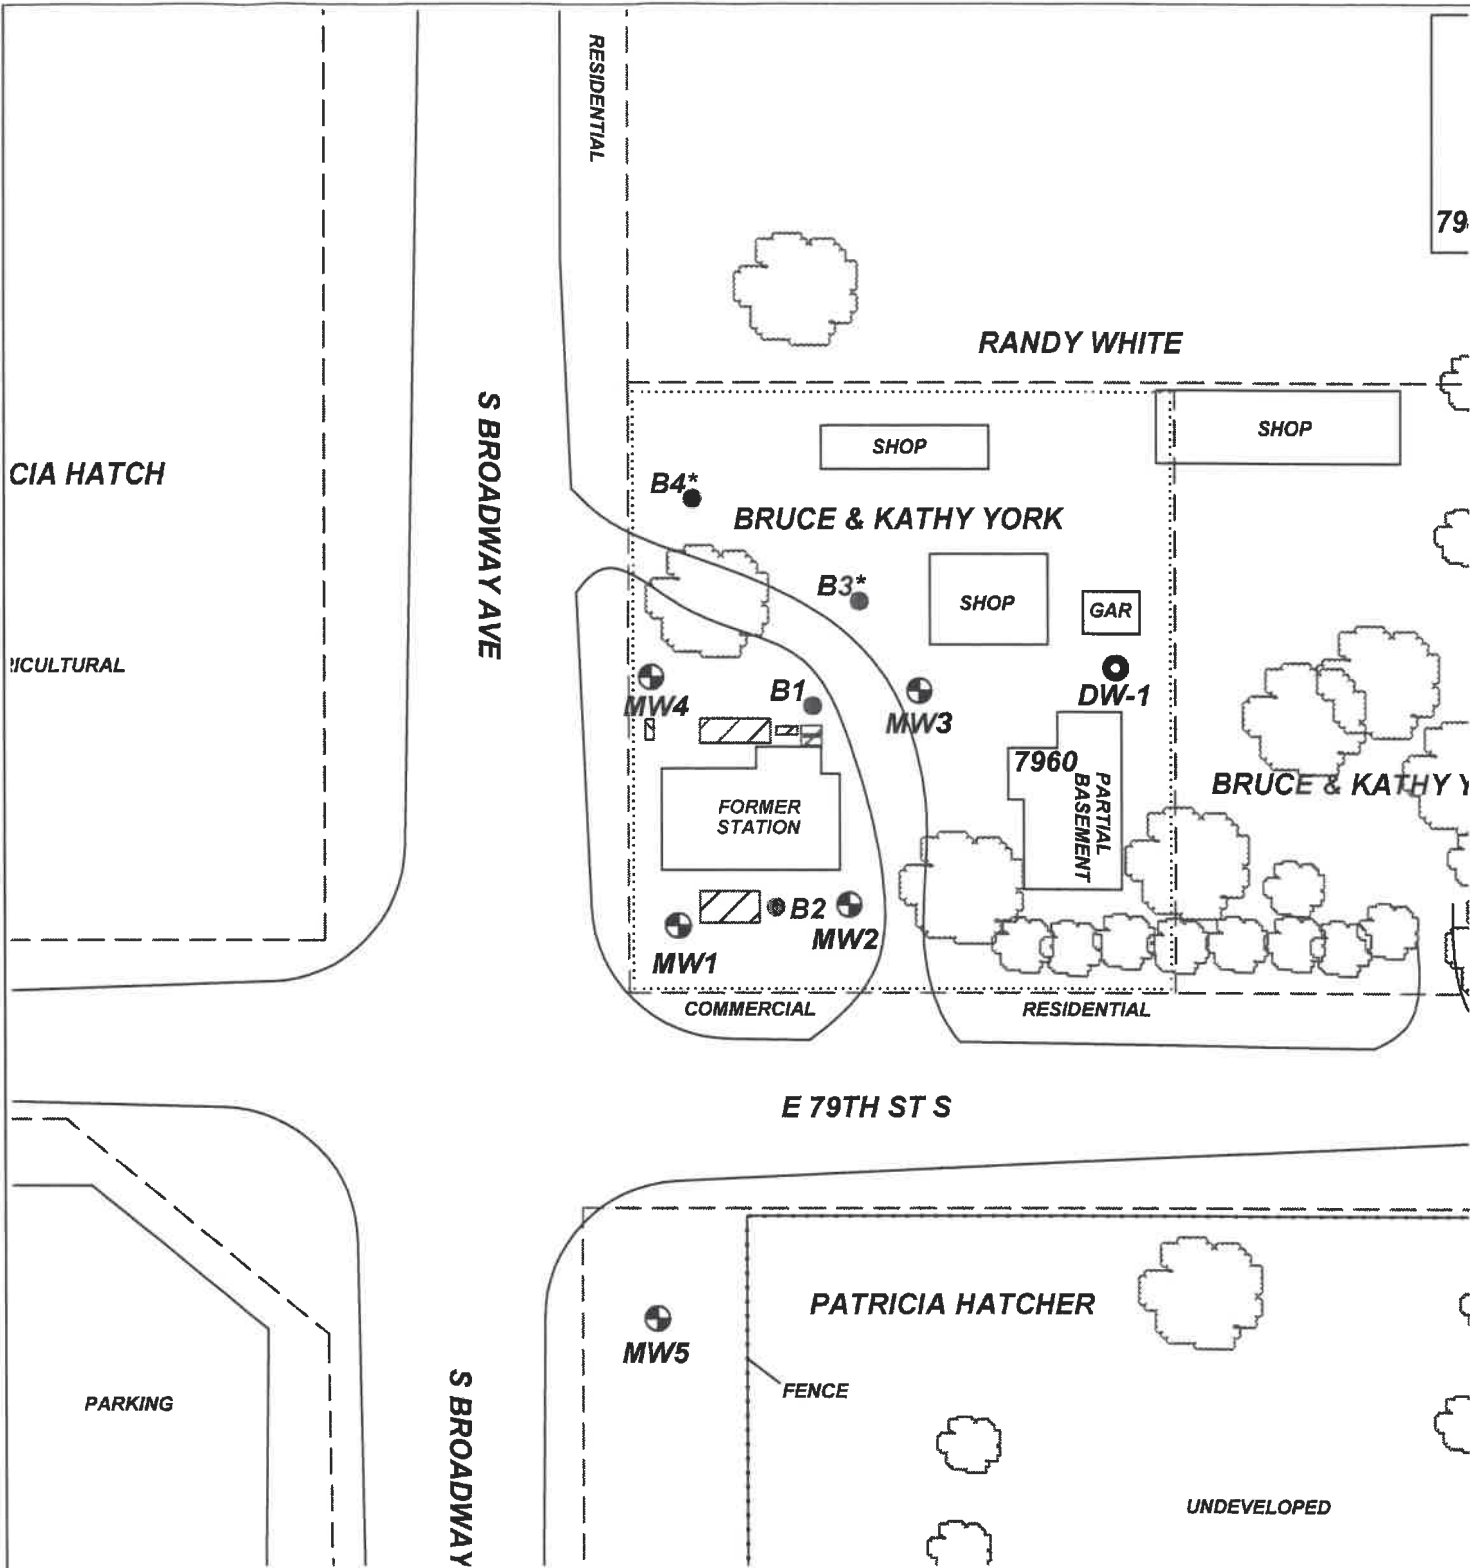 RESIDENTIAL
79
RANDY WHITE
S BROADWAY AVE
SHOP
SHOP
CIA HATCH
B4*
BRUCE & KATHY YORK
B3*
SHOP
GAR
RICULTURAL
MW4
B1
MW3
DW-1
7960
PARTIAL
BASEMENT
BRUCE & KATHY Y
FORMER
STATION
B2
MW1
MW2
COMMERCIAL
RESIDENTIAL
E 79TH ST S
PATRICIA HATCHER
MW5
FENCE
PARKING
S BROADWAY
UNDEVELOPED